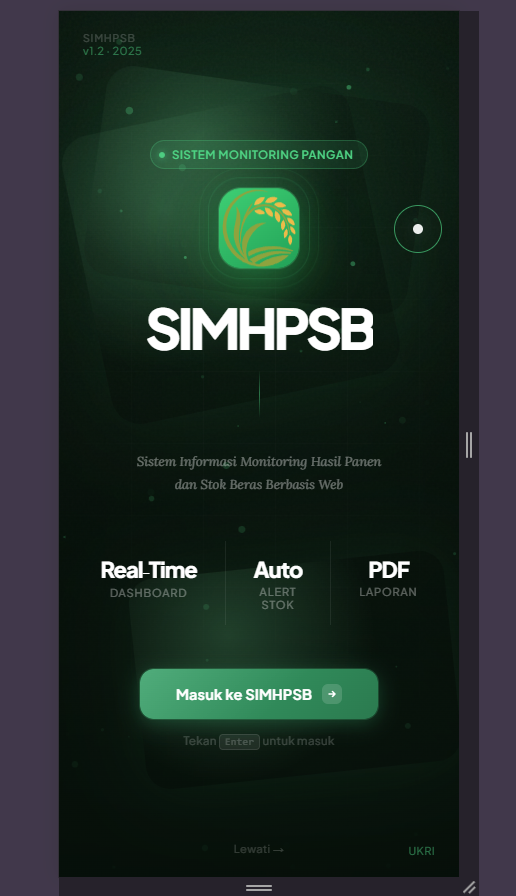 SIMHPSB
v1.2 · 2025
SISTEM MONITORING PANGAN
SIMHPSB
Sistem Informasi Monitoring Hasil Panen
dan Stok Beras Berbasis Web
Real-Time
DASHBOARD
Auto
ALERT
STOK
PDF
LAPORAN
Masuk ke SIMHPSB →
Tekan Enter untuk masuk
Lewati →
UKRI